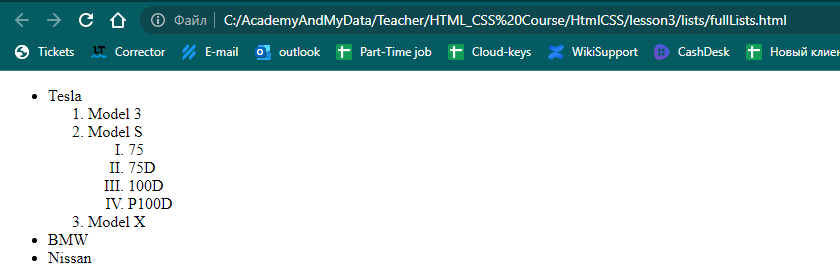 Файл C:/AcademyAndMyData/Teacher/HTML_CSS%20Course/HtmlCSS/lesson3/lists/fullLists.html
Tickets LT Corrector E-mail outlook Part-Time job Cloud-keys WikiSupport CashDesk Новый клиен
• Tesla
1. Model 3
2. Model S
I. 75
II. 75D
III. 100D
IV. P100D
3. Model X
• BMW
• Nissan